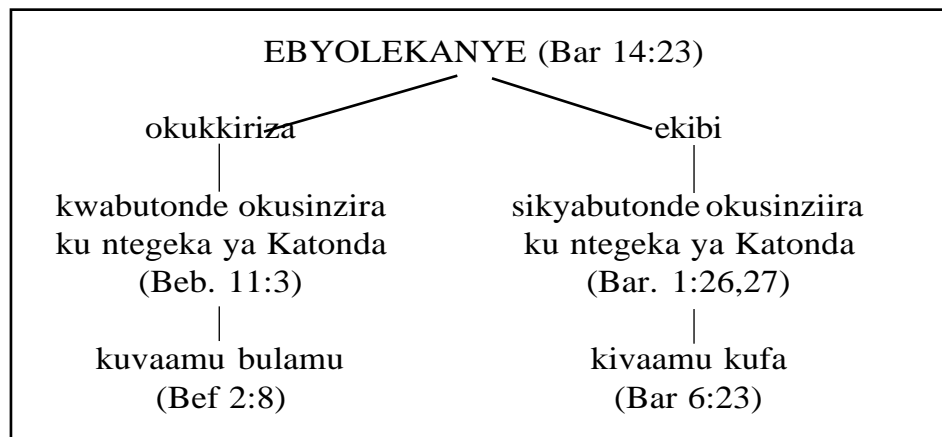 EBYOLEKANYE (Bar 14:23)
okukkiriza
ekibi
kwabutonde okusinzira
ku ntegeka ya Katonda
(Beb. 11:3)
sikyabutonde okusinziira
ku ntegeka ya Katonda
(Bar. 1:26,27)
kuvaamu bulamu
(Bef 2:8)
kivaamu kufa
(Bar 6:23)